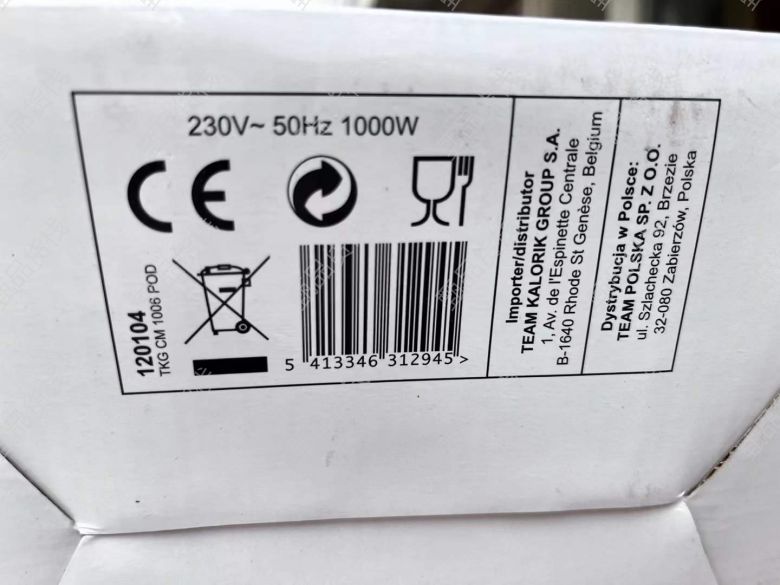 230V~ 50Hz 1000W
CE
120104
TKG CM 1006 POD
5 413346 312945 >
Importer/distributor
TEAM KALORIK GROUP S.A.
1, Av. de l'Espinette Centrale
B-1640 Rhode St Genèse, Belgium
Dystrybucja w Polsce:
TEAM POLSKA SP. Z O.O.
ul. Szlachecka 92, Brzezie
32-080 Zabierzów, Polska